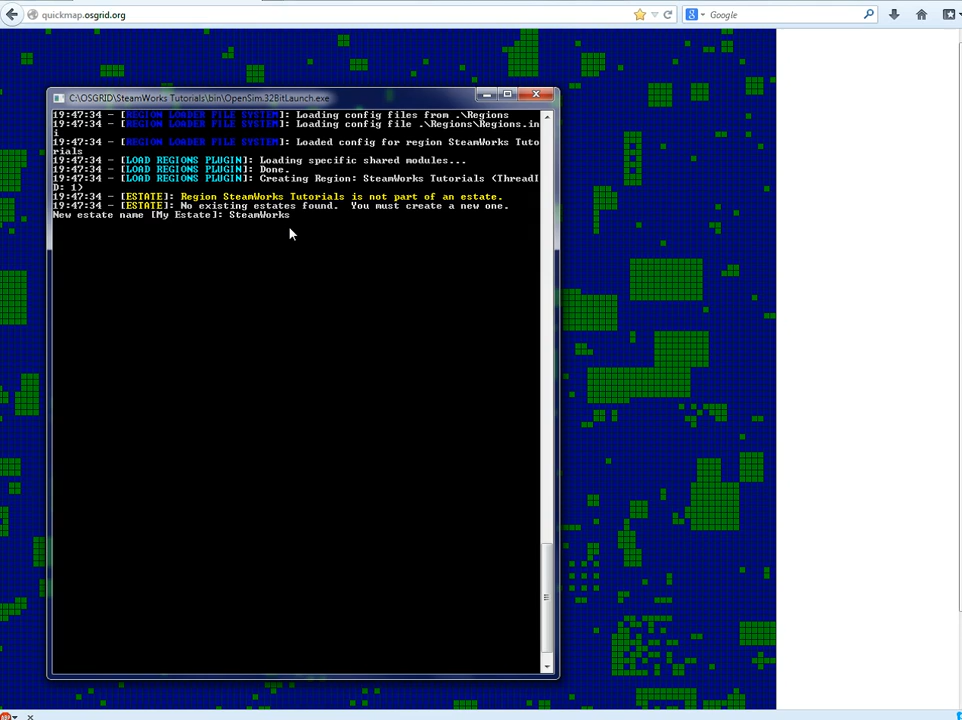 quickmap.osgrid.org
Google
C:\OSGRID\SteamWorks Tutorials\bin\OpenSim.32BitLaunch.exe
19:47:34 - [REGION LOADER FILE SYSTEM]: Loading config files from .\Regions
19:47:34 - [REGION LOADER FILE SYSTEM]: Loading config file .\Regions\Regions.in
i
19:47:34 - [REGION LOADER FILE SYSTEM]: Loaded config for region SteamWorks Tuto
rials
19:47:34 - [LOAD REGIONS PLUGIN]: Loading specific shared modules...
19:47:34 - [LOAD REGIONS PLUGIN]: Done.
19:47:34 - [LOAD REGIONS PLUGIN]: Creating Region: SteamWorks Tutorials (ThreadI
D: 1)
19:47:34 - [ESTATE]: Region SteamWorks Tutorials is not part of an estate.
19:47:34 - [ESTATE]: No existing estates found.  You must create a new one.
New estate name [My Estate]: SteamWorks